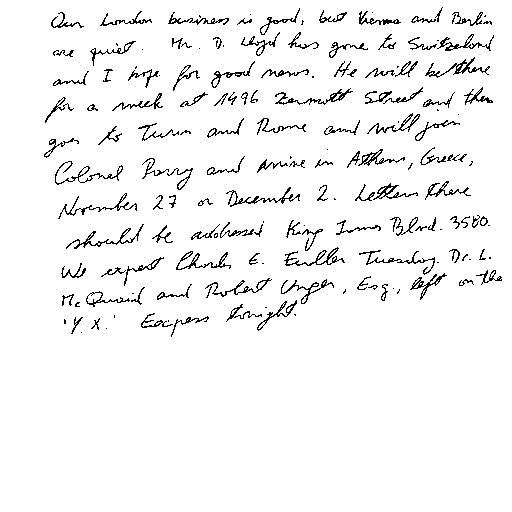 Our London business is good, but Vienna and Berlin
are quiet. Mr. D. Lloyd has gone to Switzerland
and I hope for good news. He will be there
for a week at 1496 Zermott Street and then
goes to Turin and Rome and will join
Colonel Parry and arrive in Athens, Greece,
November 27 or December 2. Letters there
should be addressed King James Blvd. 3580.
We expect Charles E. Fuller Tuesday. Dr. L.
McQuaid and Robert Unger, Esq., left on the
'Y.X.' Express tonight.